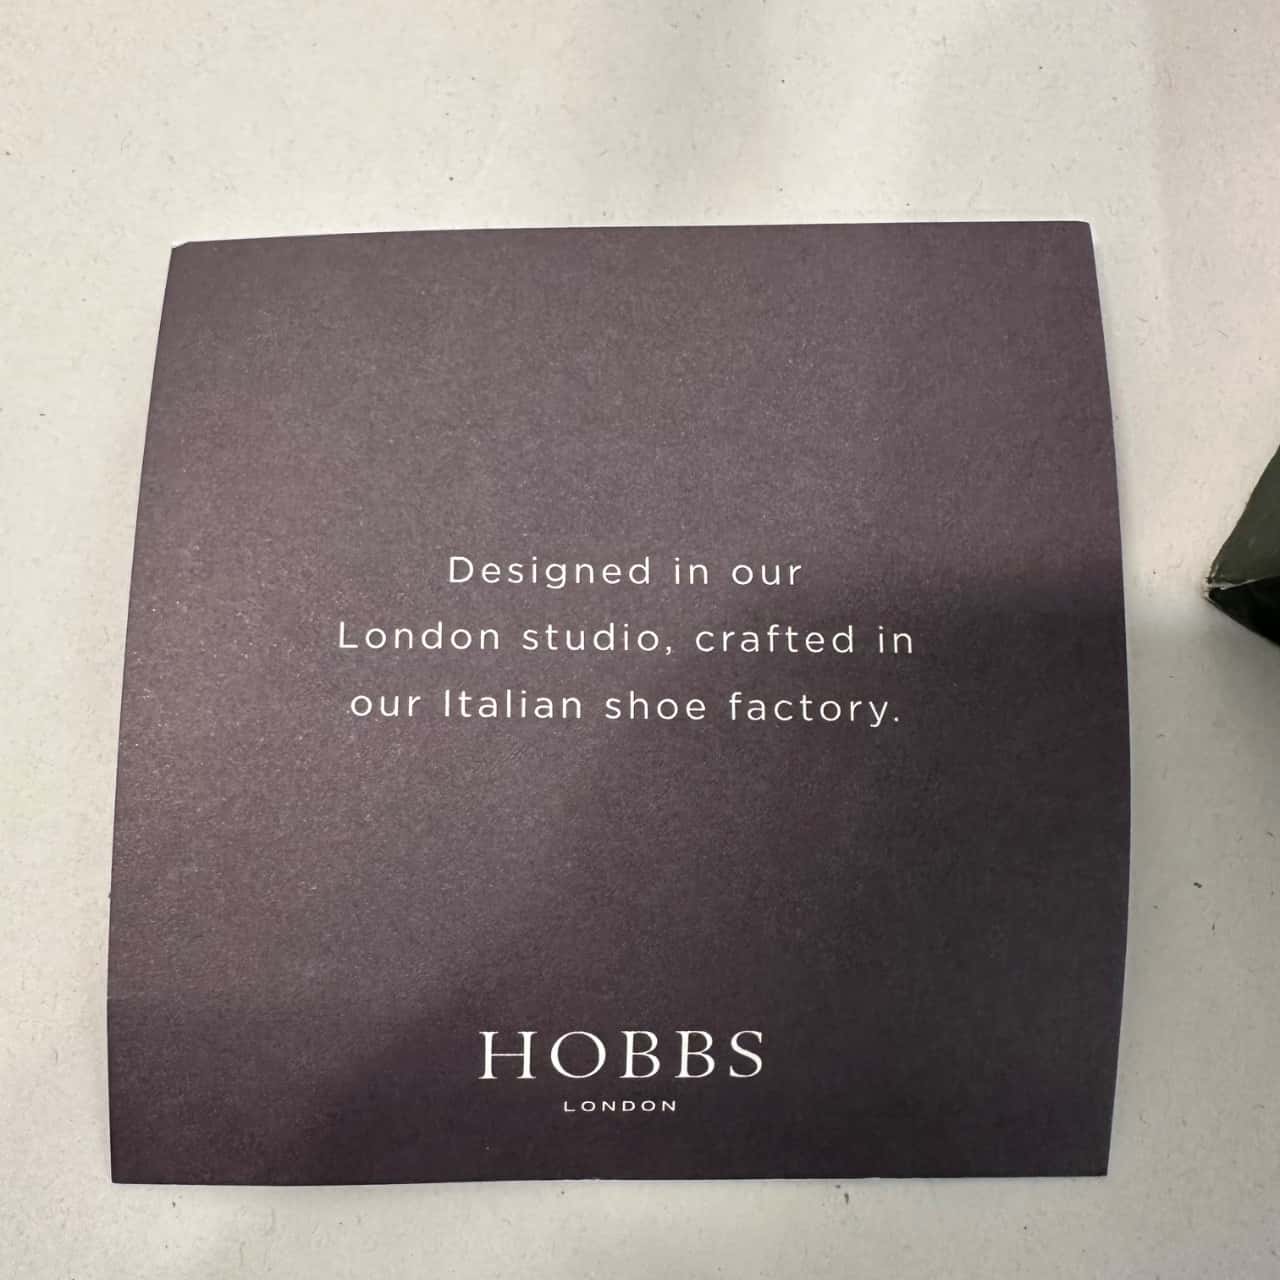 Designed in our
London studio, crafted in
our Italian shoe factory.
HOBBS
LONDON